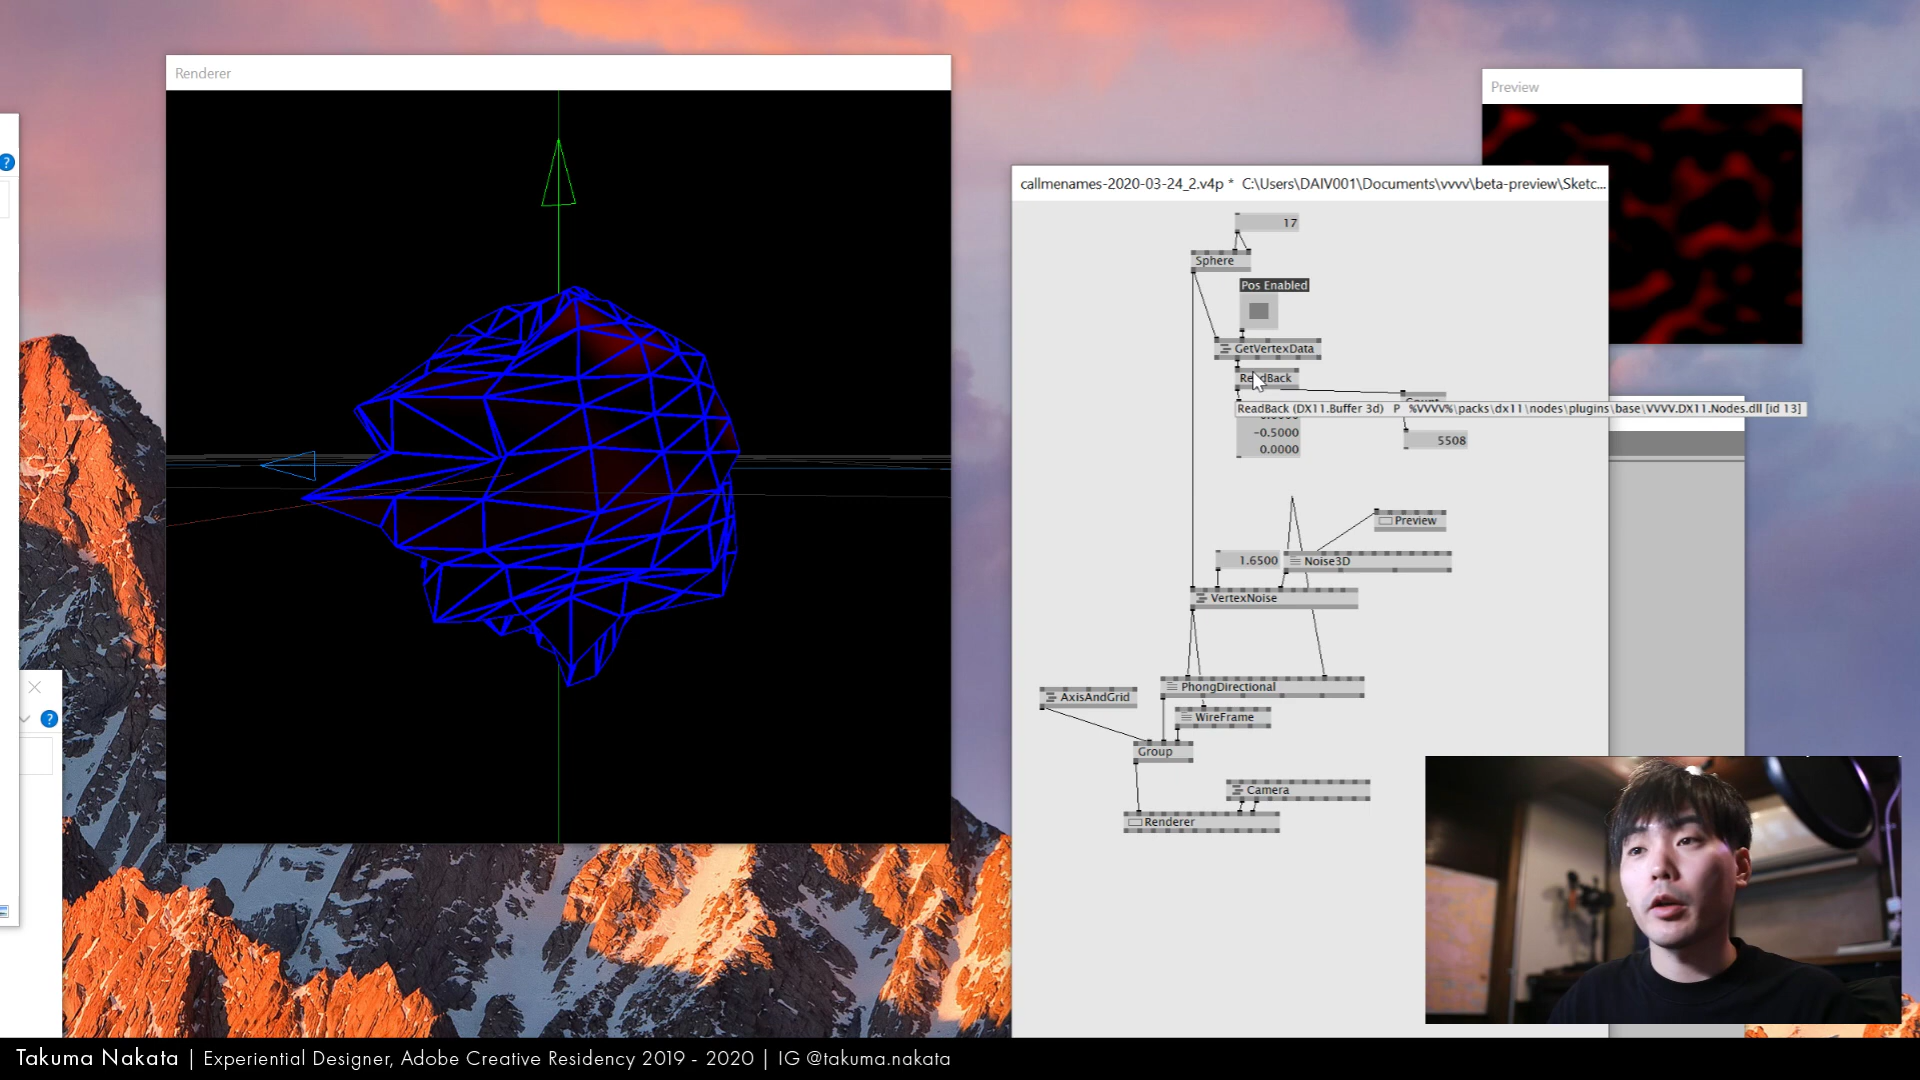 Renderer
Preview
callmenames-2020-03-24_2.v4p * C:\Users\DAIV001\Documents\vvvv\beta-preview\Sketc...
17
Sphere
Pos Enabled
GetVertexData
ReadBack
ReadBack (DX11.Buffer 3d) P %VVVV%\packs\dx11\nodes\plugins\base\VVVV.DX11.Nodes.dll [id 13]
-0.5000
5508
0.0000
Preview
1.6500
Noise3D
VertexNoise
PhongDirectional
AxisAndGrid
WireFrame
Group
Camera
Renderer
Takuma Nakata | Experiential Designer, Adobe Creative Residency 2019 - 2020 | IG @takuma.nakata